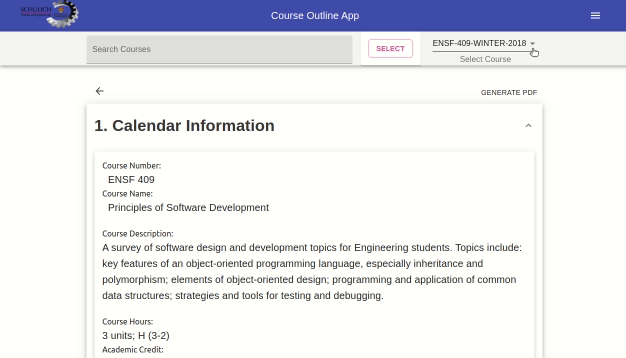 SCHULICH
Course Outline App
Search Courses
SELECT
ENSF-409-WINTER-2018
Select Course
GENERATE PDF
1. Calendar Information
Course Number:
ENSF 409
Course Name:
Principles of Software Development
Course Description:
A survey of software design and development topics for Engineering students. Topics include:
key features of an object-oriented programming language, especially inheritance and
polymorphism; elements of object-oriented design; programming and application of common
data structures; strategies and tools for testing and debugging.
Course Hours:
3 units; H (3-2)
Academic Credit: